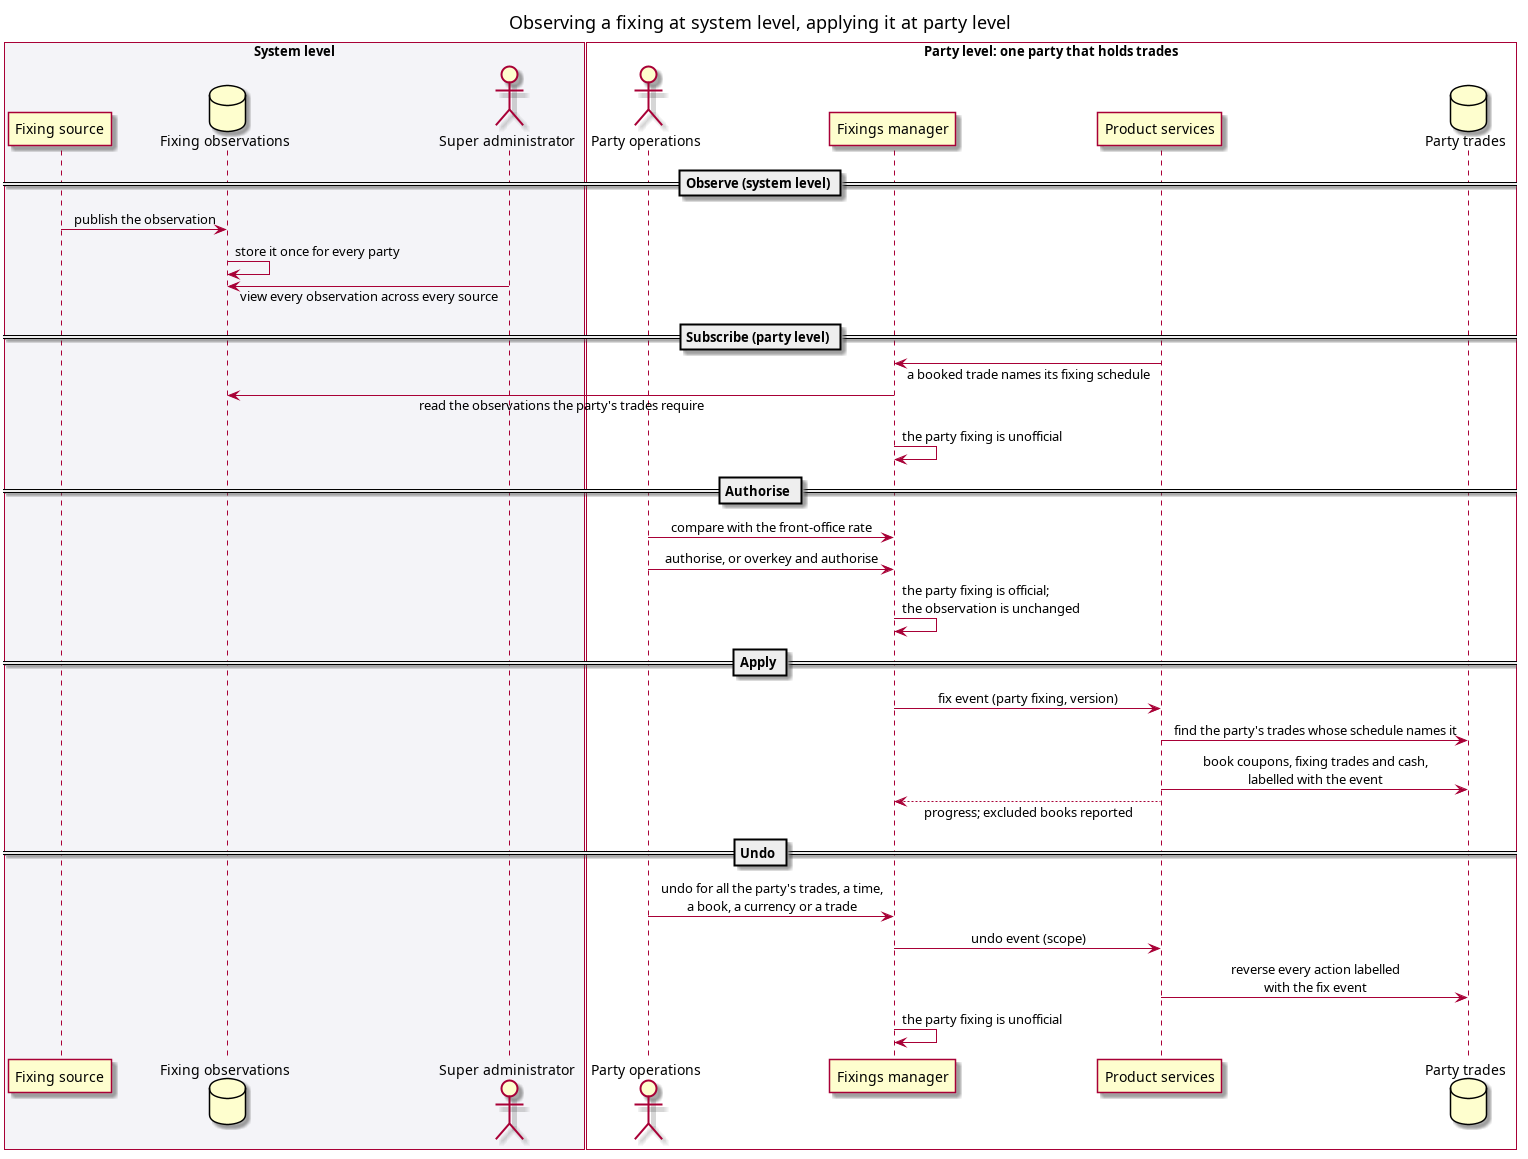 Observing a fixing at system level, applying it at party level
System level
Party level: one party that holds trades
Fixing source
Fixing observations
Super administrator
Party operations
Fixings manager
Product services
Party trades
Observe (system level)
publish the observation
store it once for every party
view every observation across every source
Subscribe (party level)
a booked trade names its fixing schedule
read the observations the party's trades require
the party fixing is unofficial
Authorise
compare with the front-office rate
authorise, or overkey and authorise
the party fixing is official;
the observation is unchanged
Apply
fix event (party fixing, version)
find the party's trades whose schedule names it
book coupons, fixing trades and cash,
labelled with the event
progress; excluded books reported
Undo
undo for all the party's trades, a time,
a book, a currency or a trade
undo event (scope)
reverse every action labelled
with the fix event
the party fixing is unofficial
Fixing source
Fixing observations
Super administrator
Party operations
Fixings manager
Product services
Party trades